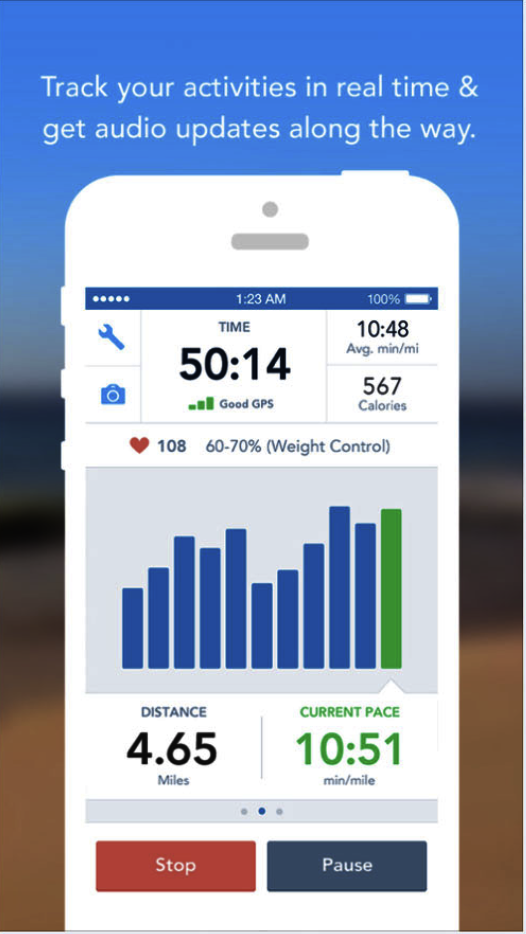 Track your activities in real time &
get audio updates along the way.
1:23 AM 100%
TIME
50:14
Good GPS
10:48
Avg. min/mi
567
Calories
108 60-70% (Weight Control)
DISTANCE
4.65
Miles
CURRENT PACE
10:51
min/mile
Stop Pause